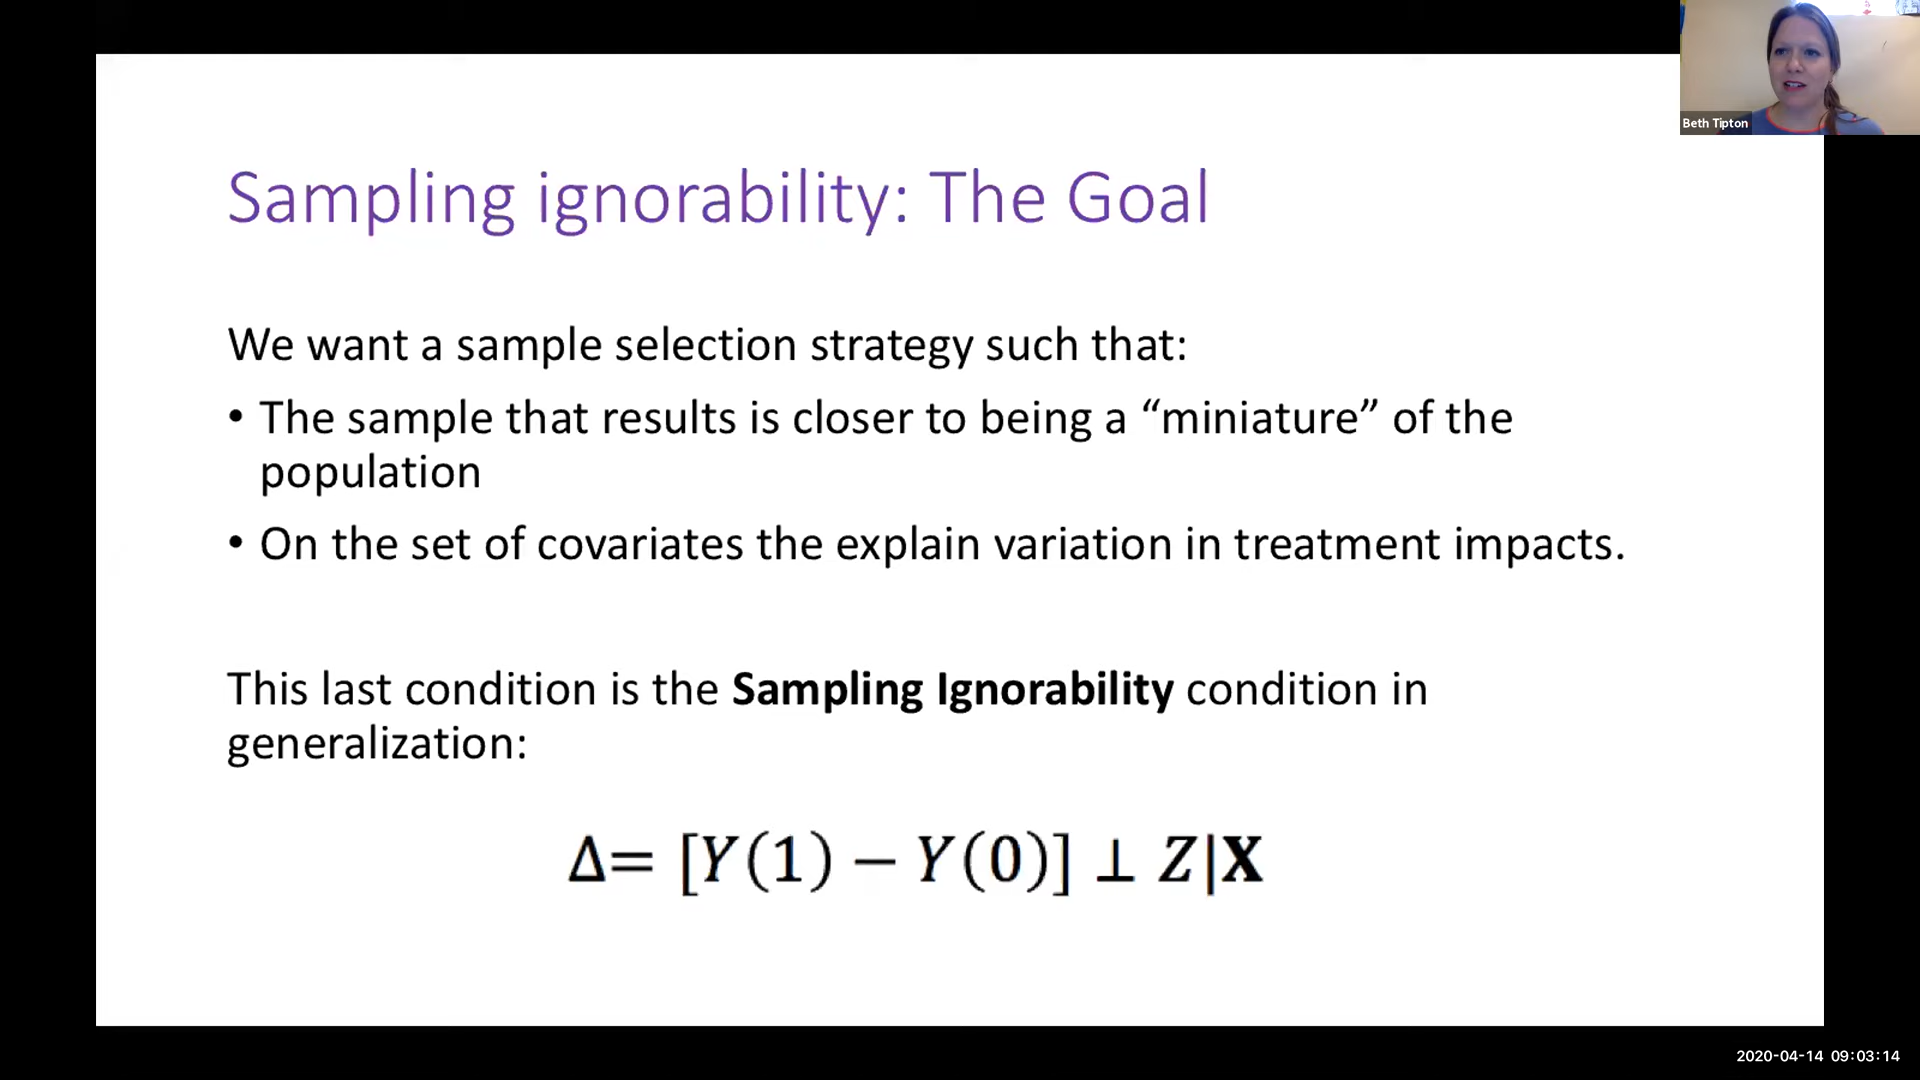 Beth Tipton
Sampling ignorability: The Goal
We want a sample selection strategy such that:
• The sample that results is closer to being a “miniature” of the
population
• On the set of covariates the explain variation in treatment impacts.
This last condition is the Sampling Ignorability condition in
generalization:
Δ= [Y(1) − Y(0)] ⊥ Z|X
2020-04-14 09:03:14